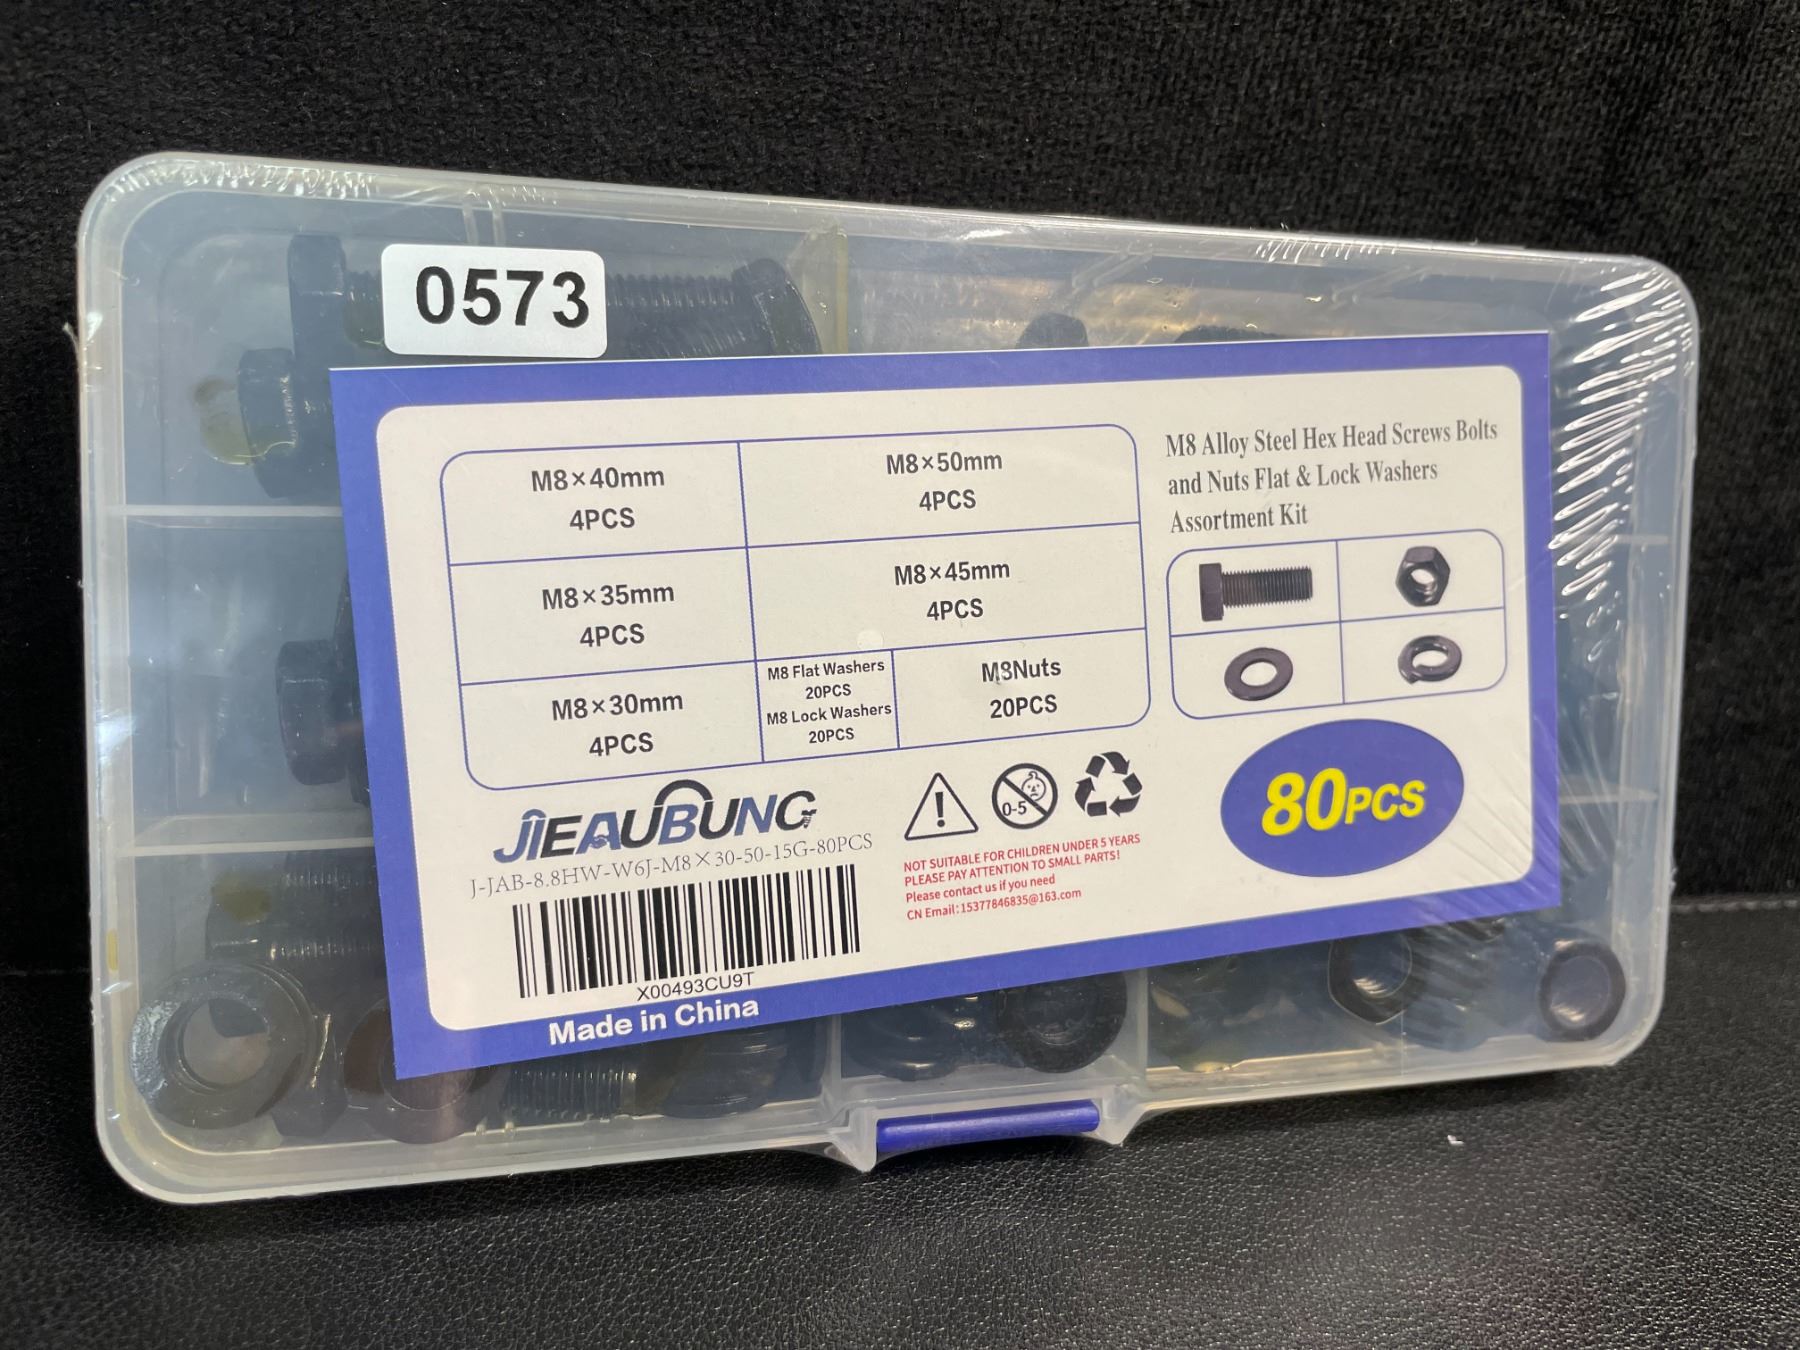 0573
M8×40mm
4PCS
M8×50mm
4PCS
M8×35mm
4PCS
M8×45mm
4PCS
M8×30mm
4PCS
M8 Flat Washers
20PCS
M8 Lock Washers
20PCS
M8Nuts
20PCS
M8 Alloy Steel Hex Head Screws Bolts
and Nuts Flat & Lock Washers
Assortment Kit
80PCS
JIEAUBUNG
J-JAB-8.8HW-W6J-M8×30-50-15G-80PCS
X00493CU9T
Made in China
0-5
NOT SUITABLE FOR CHILDREN UNDER 5 YEARS
PLEASE PAY ATTENTION TO SMALL PARTS!
Please contact us if you need
CN Email:15377846835@163.com